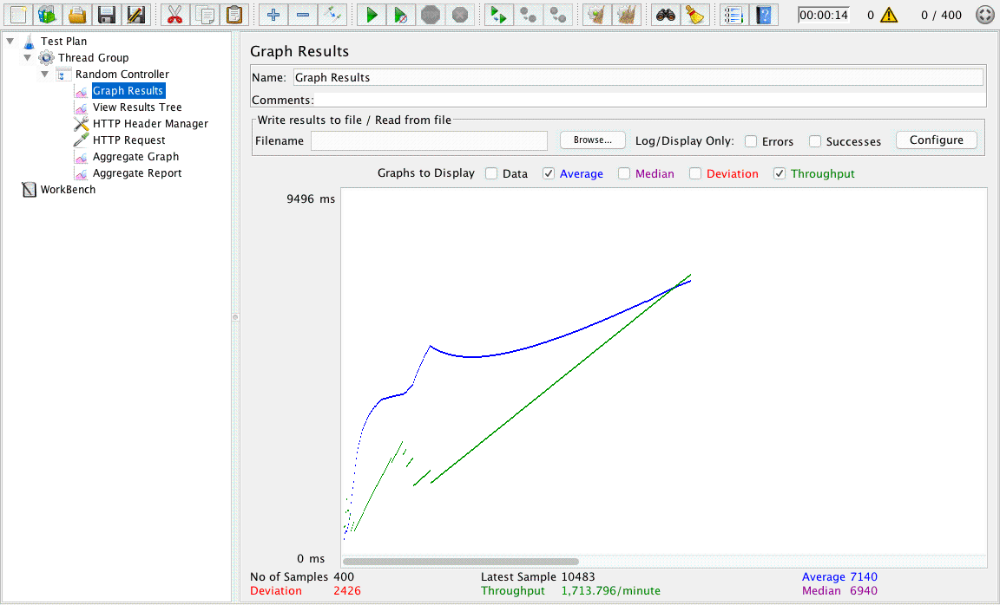 00:00:14 0 0 / 400
Test Plan
Thread Group
Random Controller
Graph Results
View Results Tree
HTTP Header Manager
HTTP Request
Aggregate Graph
Aggregate Report
WorkBench
Graph Results
Name: Graph Results
Comments:
Write results to file / Read from file
Filename Browse... Log/Display Only: Errors Successes Configure
Graphs to Display Data Average Median Deviation Throughput
9496 ms
0 ms
No of Samples 400 Latest Sample 10483 Average 7140
Deviation 2426 Throughput 1,713.796/minute Median 6940